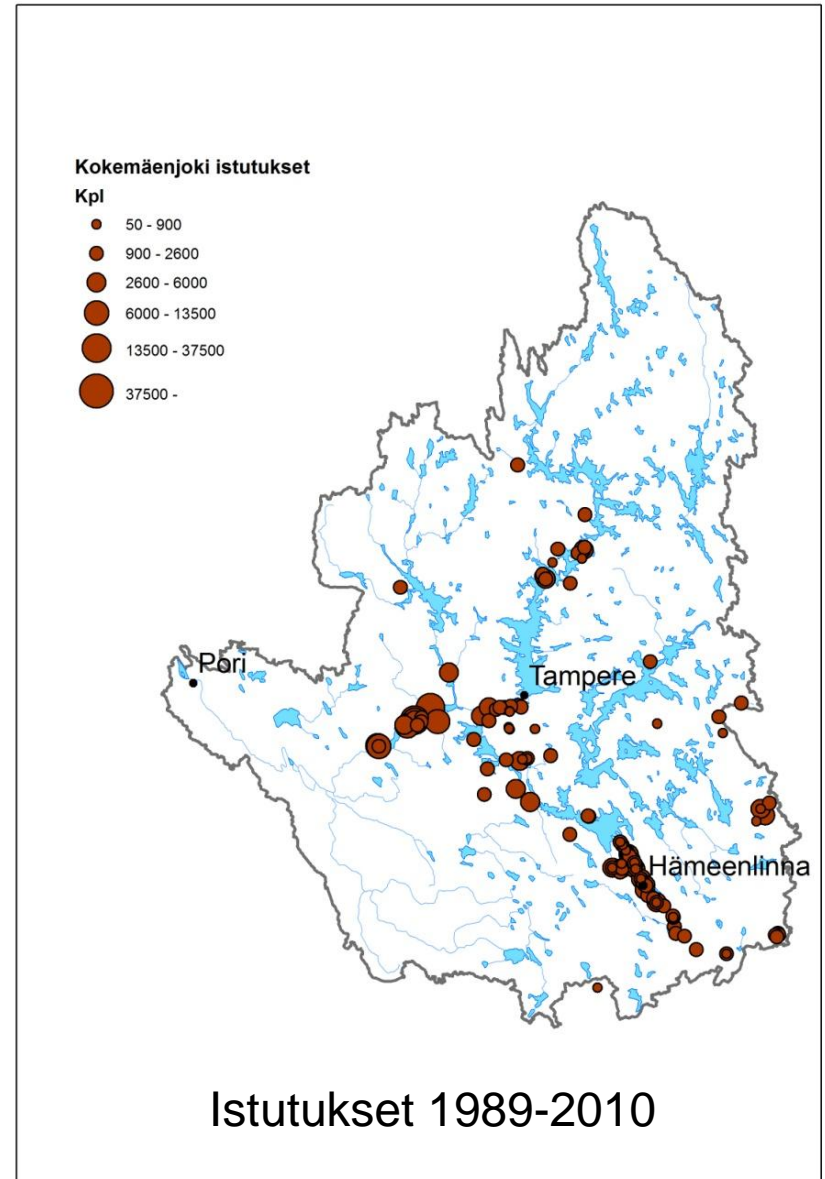 Kokemäenjoki istutukset
Kpl
50 - 900
900 - 2600
2600 - 6000
6000 - 13500
13500 - 37500
37500 -
Pori
Tampere
Hämeenlinna
Istutukset 1989-2010